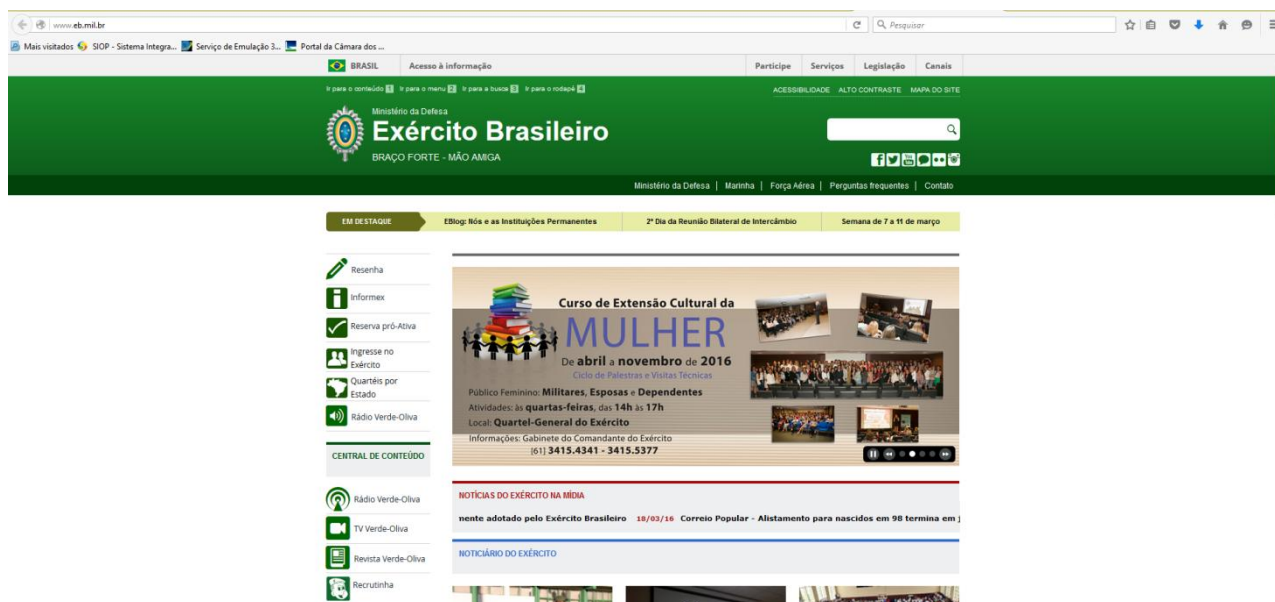 www.eb.mil.br
Pesquisar
Mais visitados SIOP - Sistema Integra... Serviço de Emulação 3... Portal da Câmara dos ...
BRASIL Acesso à informação Participe Serviços Legislação Canais
Ir para o conteúdo 1 Ir para o menu 2 Ir para a busca 3 Ir para o rodapé 4 ACESSIBILIDADE ALTO CONTRASTE MAPA DO SITE
Ministério da Defesa
Exército Brasileiro
BRAÇO FORTE - MÃO AMIGA
Ministério da Defesa | Marinha | Força Aérea | Perguntas frequentes | Contato
EM DESTAQUE EBlog: Nós e as Instituições Permanentes 2º Dia da Reunião Bilateral de Intercâmbio Semana de 7 a 11 de março
Resenha
Informex
Reserva pró-Ativa
Ingresse no
Exército
Quartéis por
Estado
Rádio Verde-Oliva
CENTRAL DE CONTEÚDO
Rádio Verde-Oliva
TV Verde-Oliva
Revista Verde-Oliva
Recrutinha
Curso de Extensão Cultural da
MULHER
De abril a novembro de 2016
Ciclo de Palestras e Visitas Técnicas
Público Feminino: Militares, Esposas e Dependentes
Atividades: às quartas-feiras, das 14h às 17h
Local: Quartel-General do Exército
Informações: Gabinete do Comandante do Exército
[61] 3415.4341 - 3415.5377
NOTÍCIAS DO EXÉRCITO NA MÍDIA
mente adotado pelo Exército Brasileiro 18/03/16 Correio Popular - Alistamento para nascidos em 98 termina em j
NOTICIÁRIO DO EXÉRCITO